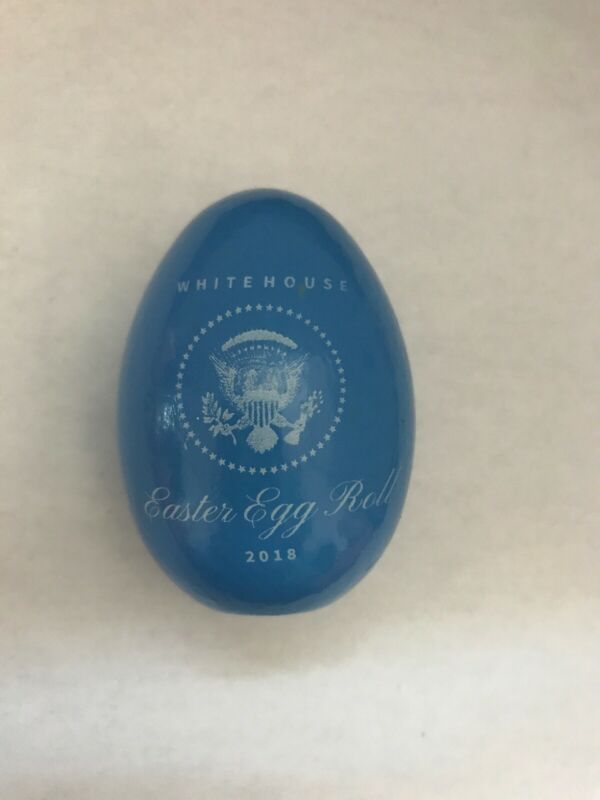 WHITE HOUSE
Easter Egg Roll
2018